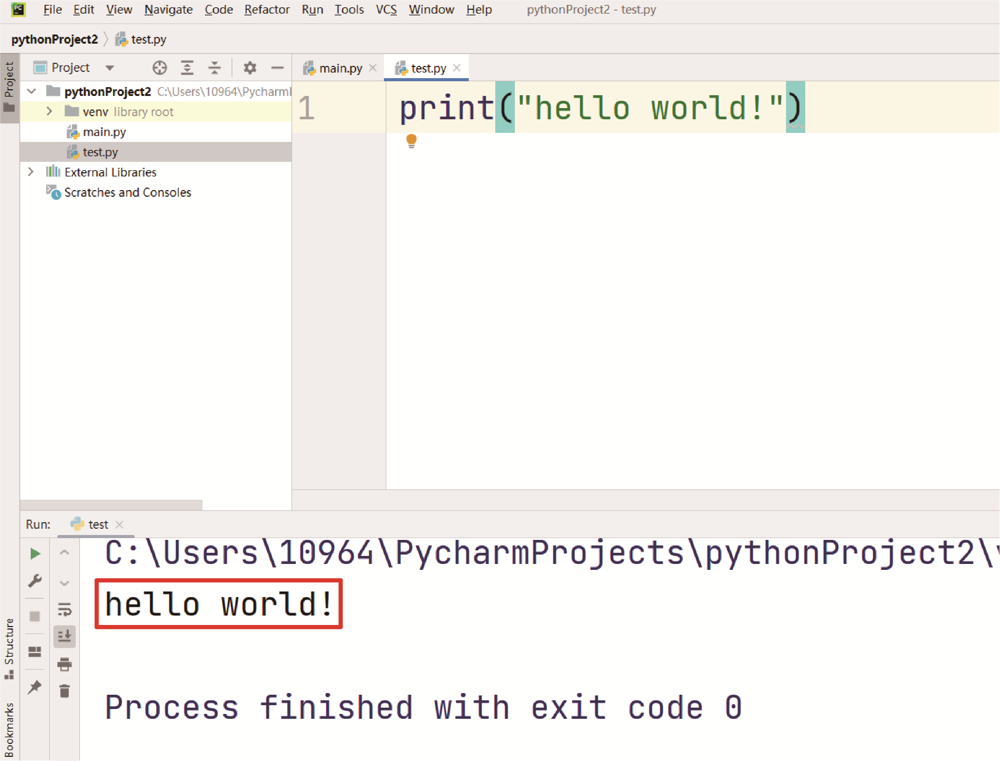 PC File Edit View Navigate Code Refactor Run Tools VCS Window Help pythonProject2 - test.py
pythonProject2 test.py
Project
Project
main.py test.py
pythonProject2 C:\Users\10964\Pycharm
venv library root
main.py
test.py
External Libraries
Scratches and Consoles
1 print("hello world!")
Run: test
C:\Users\10964\PycharmProjects\pythonProject2\
hello world!
Process finished with exit code 0
Structure
Bookmarks